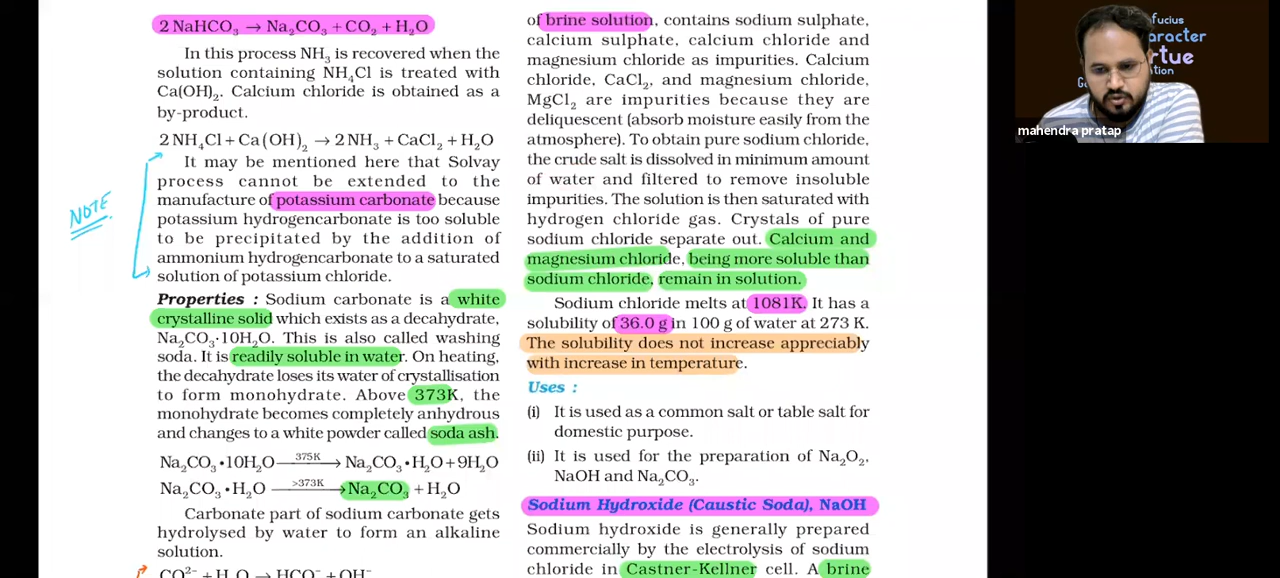 2 NaHCO₃ → Na₂CO₃ + CO₂ + H₂O
In this process NH₃ is recovered when the
solution containing NH₄Cl is treated with
Ca(OH)₂. Calcium chloride is obtained as a
by-product.
2 NH₄Cl + Ca(OH)₂ → 2 NH₃ + CaCl₂ + H₂O
It may be mentioned here that Solvay
process cannot be extended to the
manufacture of potassium carbonate because
potassium hydrogencarbonate is too soluble
to be precipitated by the addition of
ammonium hydrogencarbonate to a saturated
solution of potassium chloride.
NOTE
Properties : Sodium carbonate is a white
crystalline solid which exists as a decahydrate,
Na₂CO₃·10H₂O. This is also called washing
soda. It is readily soluble in water. On heating,
the decahydrate loses its water of crystallisation
to form monohydrate. Above 373K, the
monohydrate becomes completely anhydrous
and changes to a white powder called soda ash.
Na₂CO₃·10H₂O 375K → Na₂CO₃·H₂O + 9H₂O
Na₂CO₃·H₂O >373K → Na₂CO₃ + H₂O
Carbonate part of sodium carbonate gets
hydrolysed by water to form an alkaline
solution.
CO₃²⁻ + H₂O → HCO₃⁻ + OH⁻
of brine solution, contains sodium sulphate,
calcium sulphate, calcium chloride and
magnesium chloride as impurities. Calcium
chloride, CaCl₂, and magnesium chloride,
MgCl₂ are impurities because they are
deliquescent (absorb moisture easily from the
atmosphere). To obtain pure sodium chloride,
the crude salt is dissolved in minimum amount
of water and filtered to remove insoluble
impurities. The solution is then saturated with
hydrogen chloride gas. Crystals of pure
sodium chloride separate out. Calcium and
magnesium chloride, being more soluble than
sodium chloride, remain in solution.
Sodium chloride melts at 1081K. It has a
solubility of 36.0 g in 100 g of water at 273 K.
The solubility does not increase appreciably
with increase in temperature.
Uses :
(i) It is used as a common salt or table salt for
domestic purpose.
(ii) It is used for the preparation of Na₂O₂,
NaOH and Na₂CO₃.
Sodium Hydroxide (Caustic Soda), NaOH
Sodium hydroxide is generally prepared
commercially by the electrolysis of sodium
chloride in Castner-Kellner cell. A brine
mahendra pratap